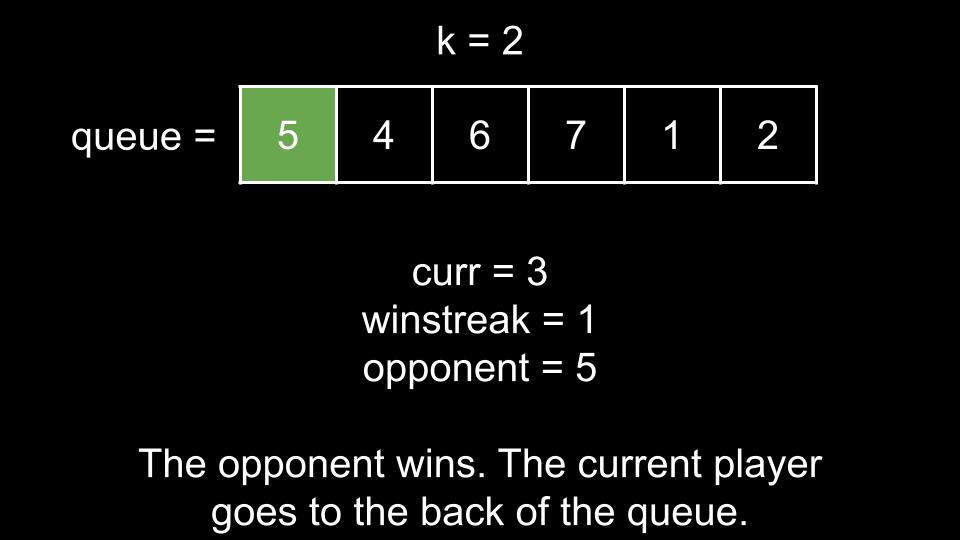 k = 2
queue = 5 4 6 7 1 2
curr = 3
winstreak = 1
opponent = 5
The opponent wins. The current player
goes to the back of the queue.